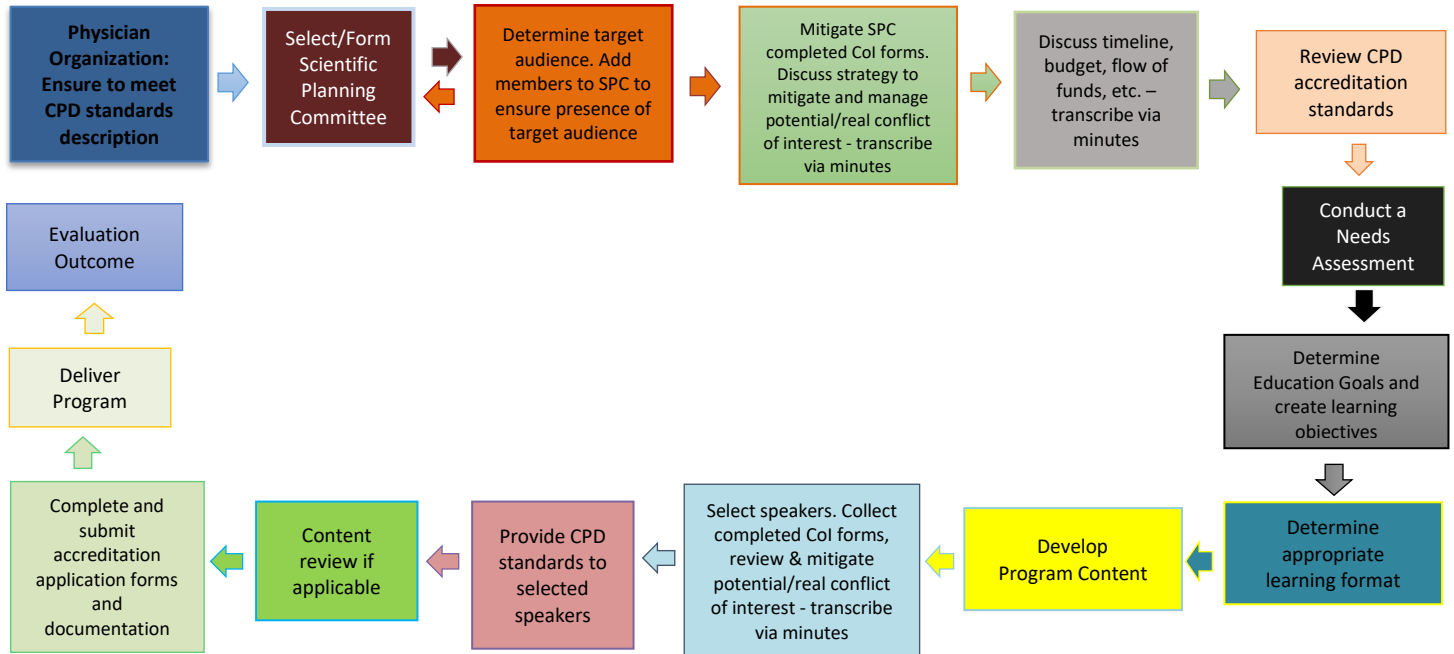 Physician
Organization:
Ensure to meet
CPD standards
description
Select/Form
Scientific
Planning
Committee
Determine target
audience. Add
members to SPC to
ensure presence of
target audience
Mitigate SPC
completed CoI forms.
Discuss strategy to
mitigate and manage
potential/real conflict
of interest - transcribe
via minutes
Discuss timeline,
budget, flow of
funds, etc. –
transcribe via
minutes
Review CPD
accreditation
standards
Conduct a
Needs
Assessment
Determine
Education Goals and
create learning
objectives
Determine
appropriate
learning format
Develop
Program Content
Select speakers. Collect
completed CoI forms,
review & mitigate
potential/real conflict
of interest - transcribe
via minutes
Provide CPD
standards to
selected
speakers
Content
review if
applicable
Complete and
submit
accreditation
application forms
and
documentation
Deliver
Program
Evaluation
Outcome